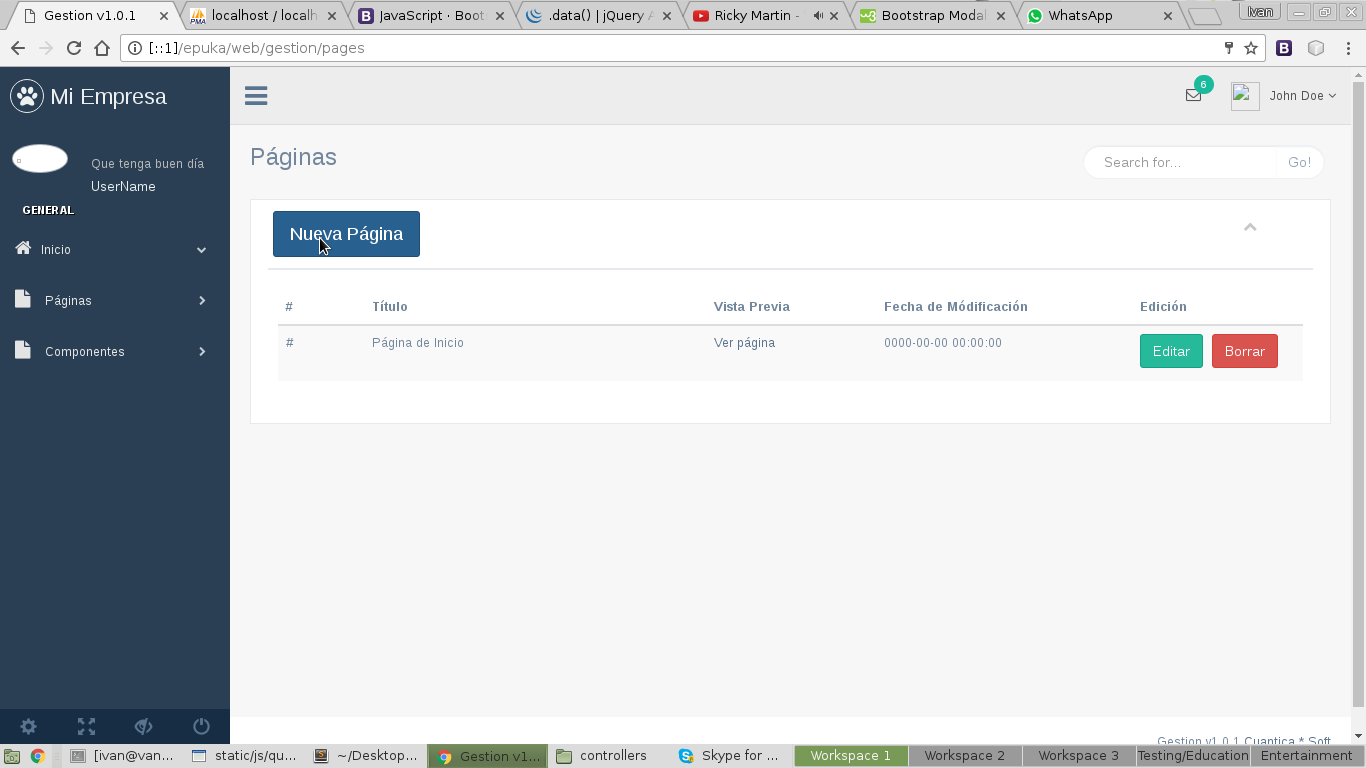 Gestion v1.0.1
localhost / localh
JavaScript · Boots
.data() | jQuery A
Ricky Martin -
Bootstrap Modal
WhatsApp
Ivan
[::1]/epuka/web/gestion/pages
Mi Empresa
6
John Doe
Que tenga buen día
UserName
GENERAL
Inicio
Páginas
Componentes
Páginas
Search for...
Go!
Nueva Página
# Título Vista Previa Fecha de Módificación Edición
# Página de Inicio Ver página 0000-00-00 00:00:00 Editar Borrar
Gestion v1.0.1 Cuantica * Soft
[ivan@van...
static/js/qu...
~/Desktop...
Gestion v1...
controllers
Skype for ...
Workspace 1
Workspace 2
Workspace 3
Testing/Education
Entertainment